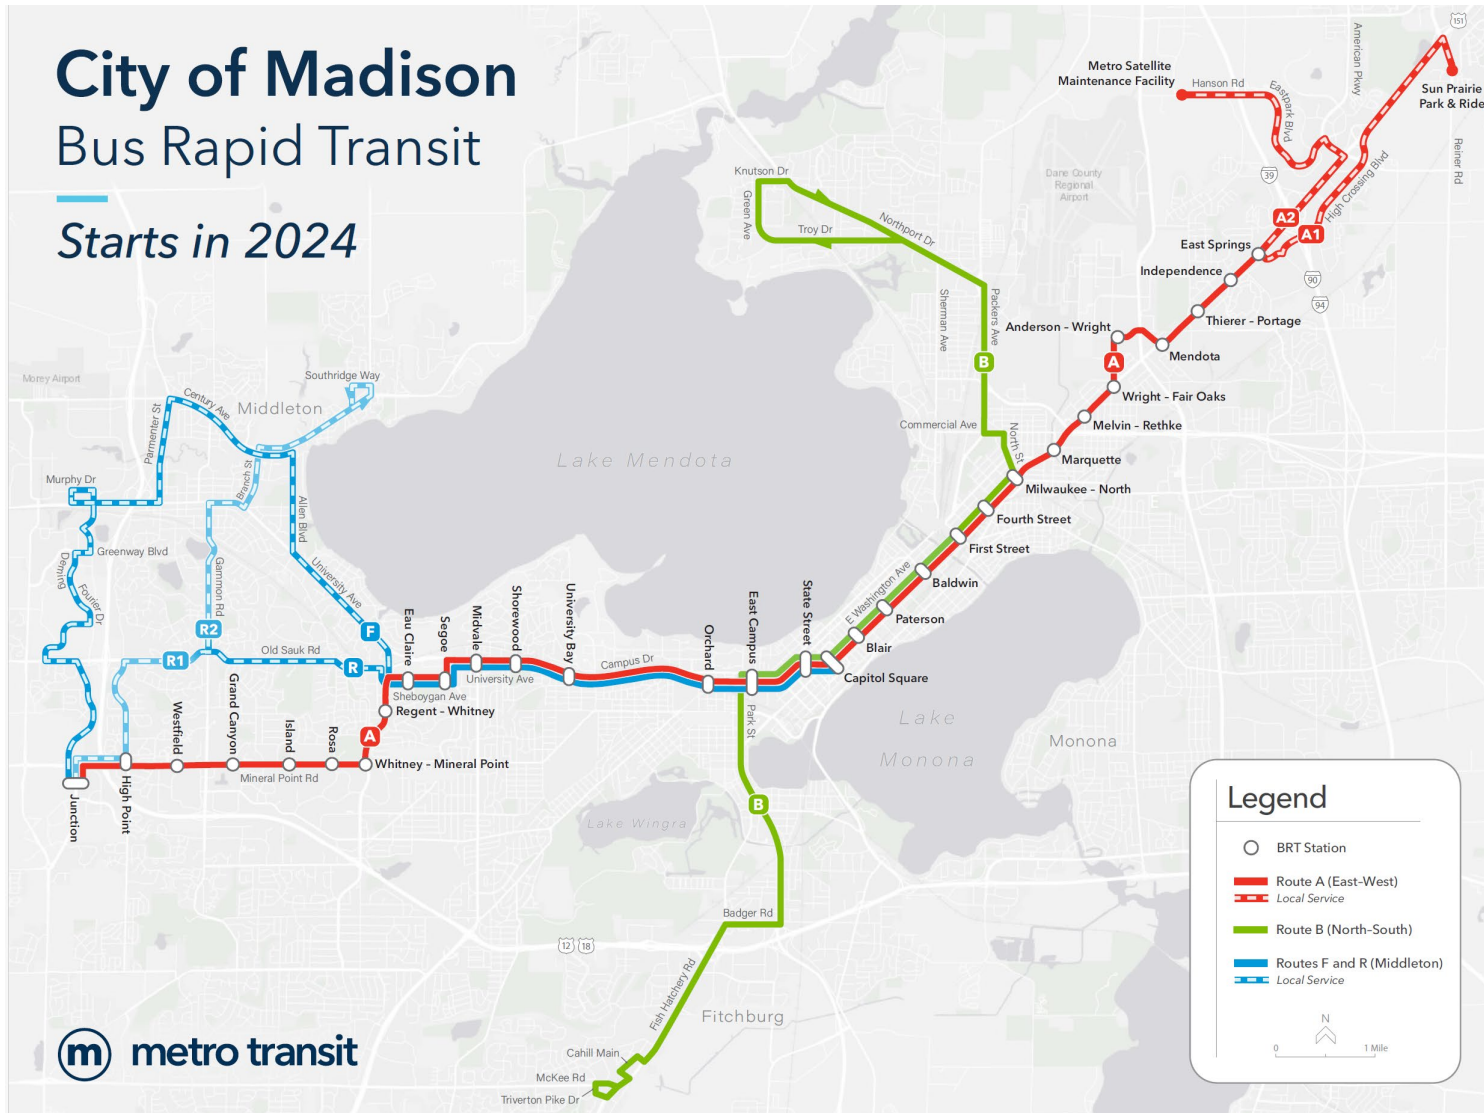 City of Madison
Bus Rapid Transit
Starts in 2024
151
American Pkwy
Metro Satellite
Maintenance Facility
Hanson Rd
Eastpark Blvd
Sun Prairie
Park & Ride
Reiner Rd
Dane County
Regional
Airport
39
High Crossing Blvd
A2
A1
Knutson Dr
Green Ave
Troy Dr
Northport Dr
East Springs
Independence
90
94
Sherman Ave
Packers Ave
Anderson – Wright
Thierer – Portage
Mendota
B
A
Wright – Fair Oaks
Commercial Ave
North St
Melvin – Rethke
Marquette
Milwaukee – North
Fourth Street
First Street
Baldwin
E Washington Ave
Paterson
Blair
Capitol Square
Morey Airport
Southridge Way
Middleton
Century Ave
Parmenter St
Lake Mendota
Murphy Dr
Branch St
Allen Blvd
Greenway Blvd
Deming
Fourier Dr
Gammon Rd
University Ave
R2
F
R1
Old Sauk Rd
R
Eau Claire
Segoe
Midvale
Shorewood
University Bay
Orchard
East Campus
State Street
Campus Dr
University Ave
Sheboygan Ave
Regent – Whitney
Park St
Lake
Monona
Monona
Westfield
Grand Canyon
Island
Rosa
A
Whitney – Mineral Point
Mineral Point Rd
Junction
High Point
Lake Wingra
B
Badger Rd
12
18
Fish Hatchery Rd
Fitchburg
Cahill Main
McKee Rd
Triverton Pike Dr
m metro transit
Legend
BRT Station
Route A (East–West)
Local Service
Route B (North–South)
Routes F and R (Middleton)
Local Service
N
0 1 Mile